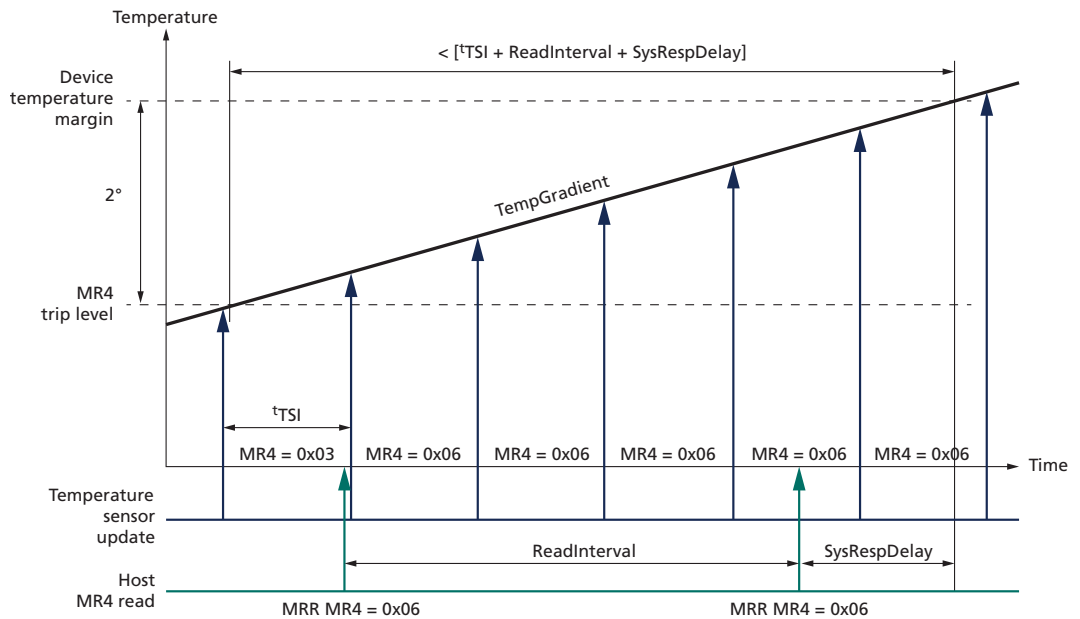 Temperature
< [tTSI + ReadInterval + SysRespDelay]
Device
temperature
margin
2°
TempGradient
MR4
trip level
tTSI
MR4 = 0x03
MR4 = 0x06
MR4 = 0x06
MR4 = 0x06
MR4 = 0x06
MR4 = 0x06
Time
Temperature
sensor
update
ReadInterval
SysRespDelay
Host
MR4 read
MRR MR4 = 0x06
MRR MR4 = 0x06